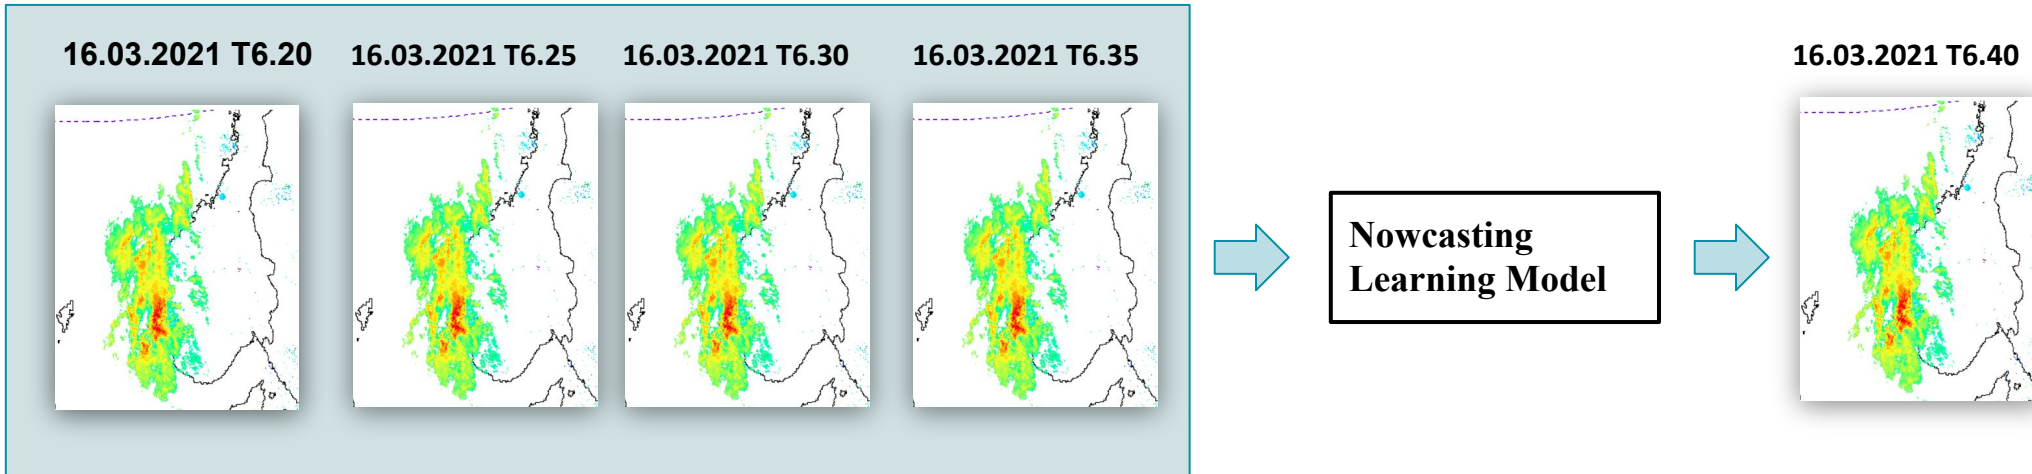 16.03.2021 T6.20
16.03.2021 T6.25
16.03.2021 T6.30
16.03.2021 T6.35
Nowcasting
Learning Model
16.03.2021 T6.40